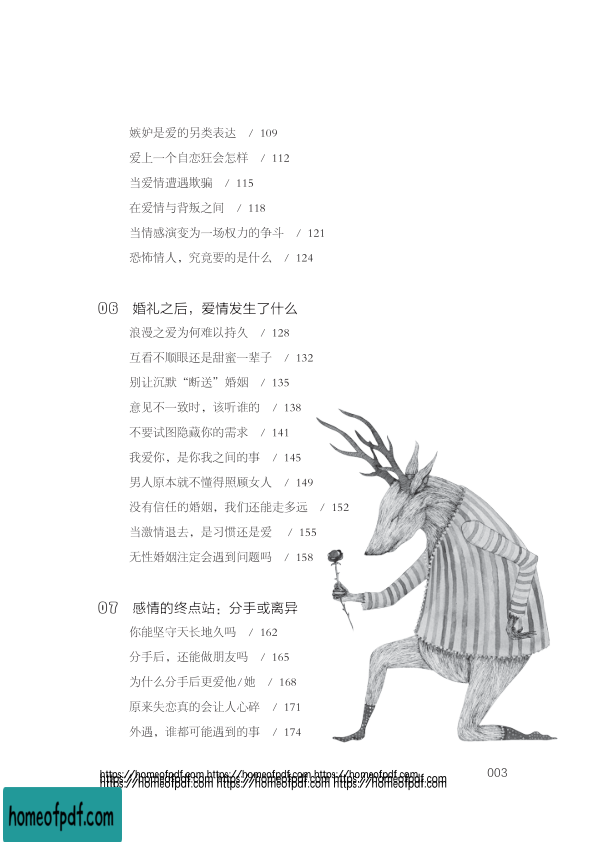 嫉妒是爱的另类表达 / 109
爱上一个自恋狂会怎样 / 112
当爱情遭遇欺骗 / 115
在爱情与背叛之间 / 118
当情感演变为一场权力的争斗 / 121
恐怖情人，究竟要的是什么 / 124
06 婚礼之后，爱情发生了什么
浪漫之爱为何难以持久 / 128
互看不顺眼还是甜蜜一辈子 / 132
别让沉默“断送”婚姻 / 135
意见不一致时，该听谁的 / 138
不要试图隐藏你的需求 / 141
我爱你，是你我之间的事 / 145
男人原本就不懂得照顾女人 / 149
没有信任的婚姻，我们还能走多远 / 152
当激情退去，是习惯还是爱 / 155
无性婚姻注定会遇到问题吗 / 158
07 感情的终点站：分手或离异
你能坚守天长地久吗 / 162
分手后，还能做朋友吗 / 165
为什么分手后更爱他/她 / 168
原来失恋真的会让人心碎 / 171
外遇，谁都可能遇到的事 / 174
003
https://homeofpdf.com https://homeofpdf.com https://homeofpdf.com
https://homeofpdf.com https://homeofpdf.com https://homeofpdf.com
https://homeofpdf.com https://homeofpdf.com https://homeofpdf.com
homeofpdf.com